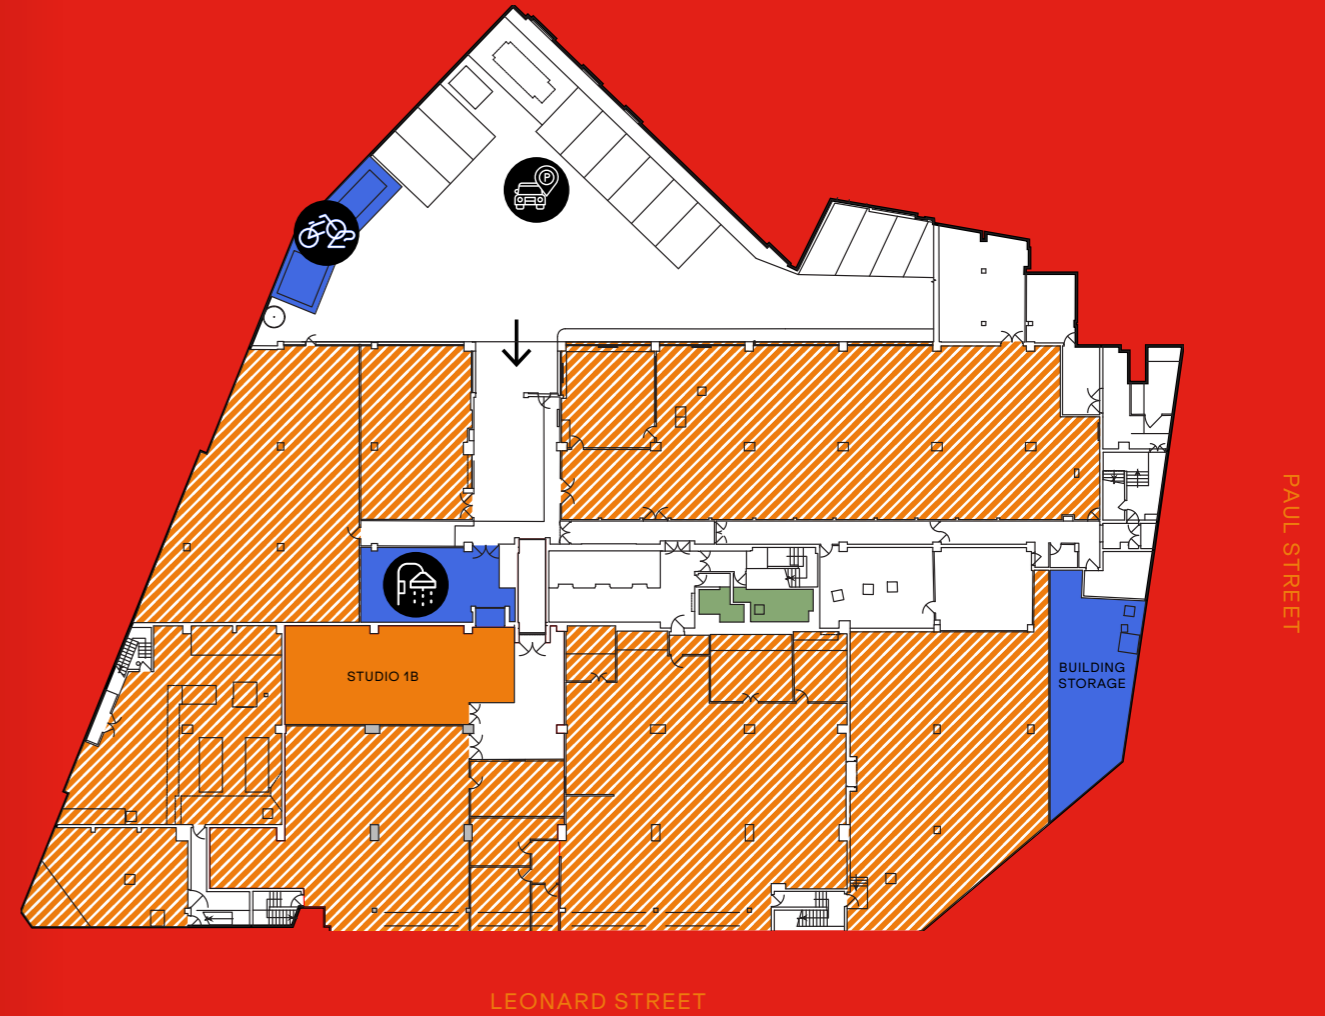 P
STUDIO 1B
BUILDING
STORAGE
PAUL STREET
LEONARD STREET